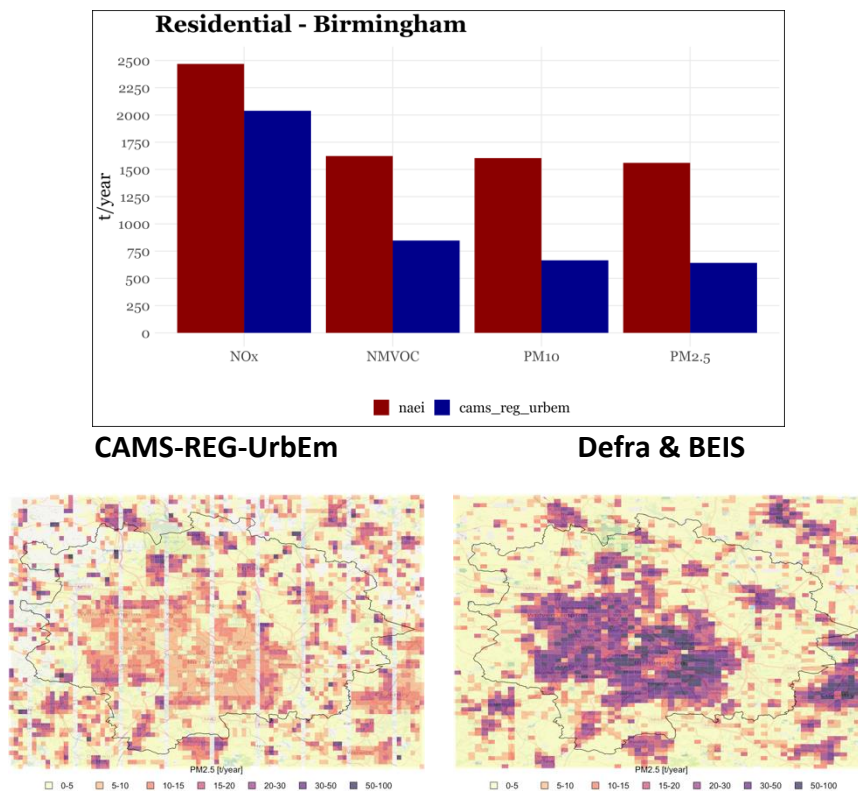 Residential - Birmingham
t/year
2500
2250
2000
1750
1500
1250
1000
750
500
250
0
NOx NMVOC PM10 PM2.5
naei cams_reg_urbem
CAMS-REG-UrbEm Defra & BEIS
PM2.5 [t/year] PM2.5 [t/year]
0-5 5-10 10-15 15-20 20-30 30-50 50-100 0-5 5-10 10-15 15-20 20-30 30-50 50-100